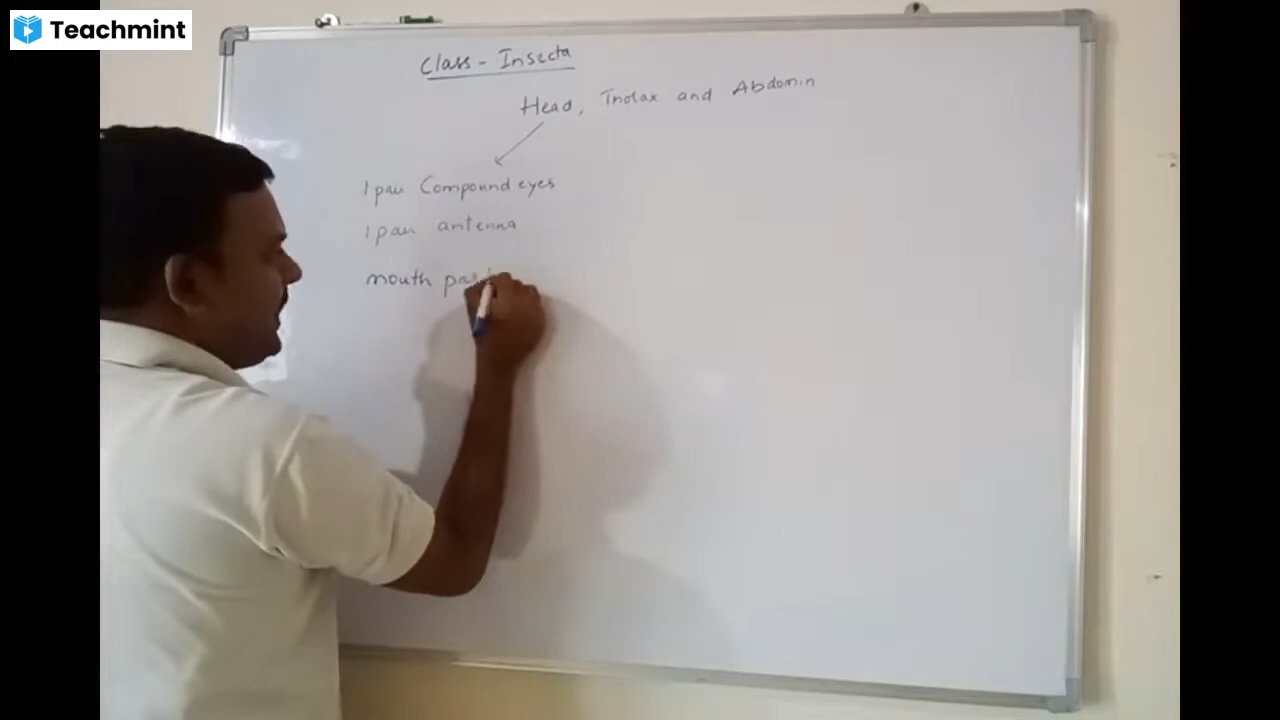 Teachmint
Class - Insecta
Head, Thorax and Abdomin
1 pair Compound eyes
1 pair antenna
mouth